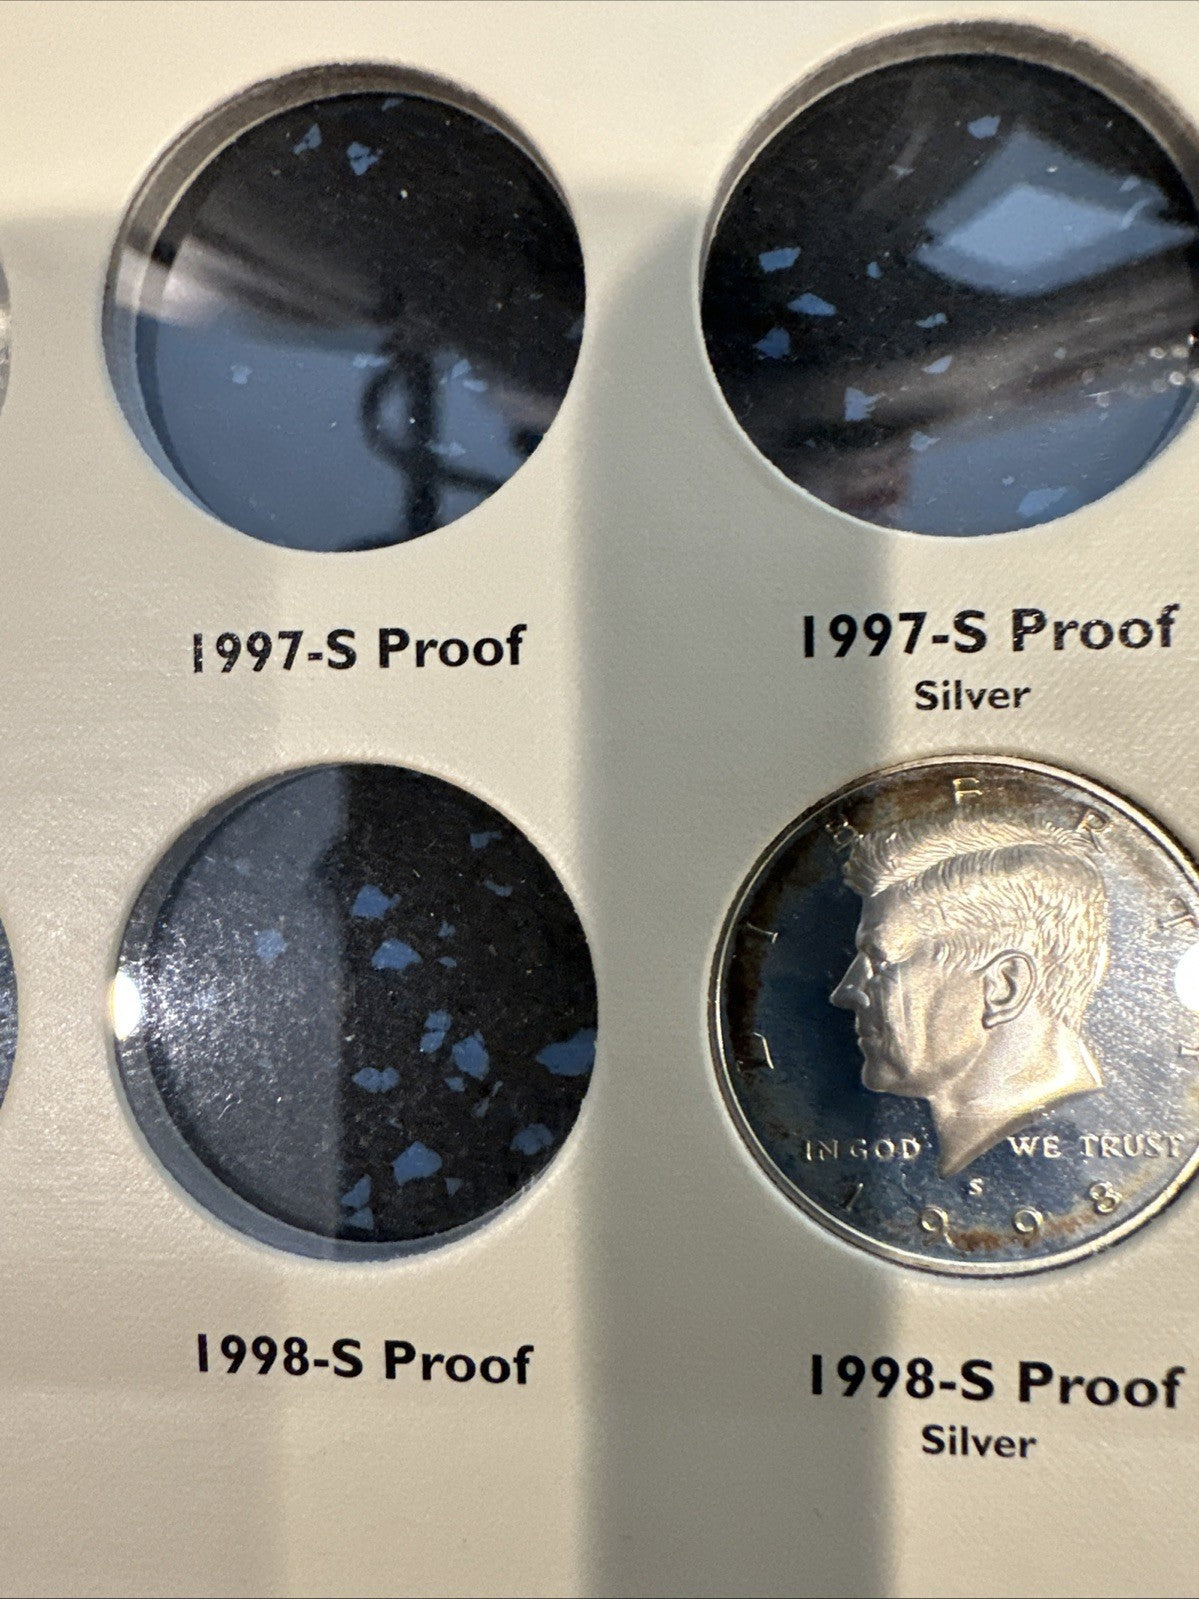 1997-S Proof
1997-S Proof
Silver
LIBERTY
IN GOD WE TRUST
S
1998
1998-S Proof
1998-S Proof
Silver